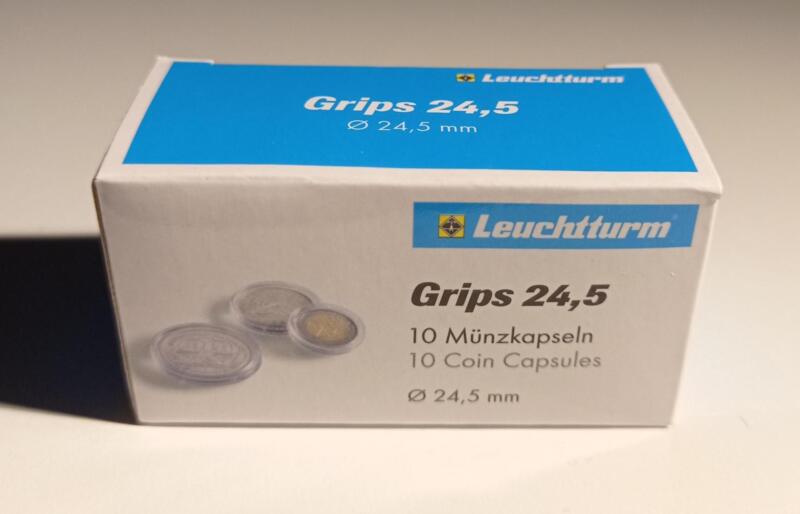 Leuchtturm
Grips 24,5
Ø 24,5 mm
Leuchtturm
Grips 24,5
10 Münzkapseln
10 Coin Capsules
Ø 24,5 mm